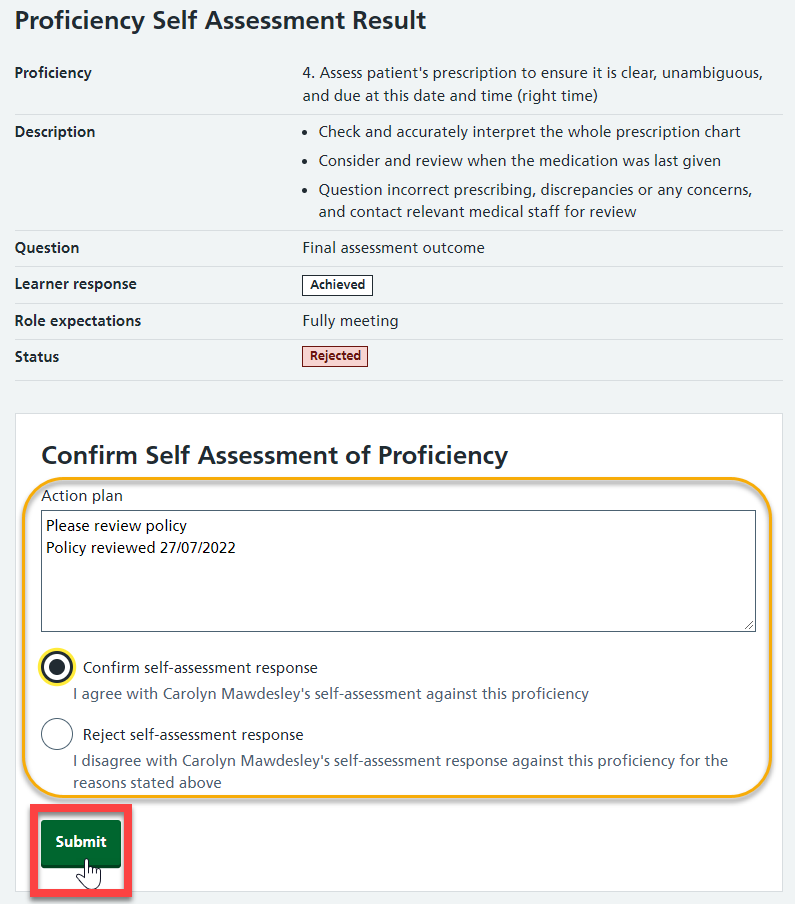 Proficiency Self Assessment Result
Proficiency
4. Assess patient's prescription to ensure it is clear, unambiguous,
and due at this date and time (right time)
Description
• Check and accurately interpret the whole prescription chart
• Consider and review when the medication was last given
• Question incorrect prescribing, discrepancies or any concerns,
and contact relevant medical staff for review
Question
Final assessment outcome
Learner response
Achieved
Role expectations
Fully meeting
Status
Rejected
Confirm Self Assessment of Proficiency
Action plan
Please review policy
Policy reviewed 27/07/2022
Confirm self-assessment response
I agree with Carolyn Mawdesley's self-assessment against this proficiency
Reject self-assessment response
I disagree with Carolyn Mawdesley's self-assessment response against this proficiency for the
reasons stated above
Submit